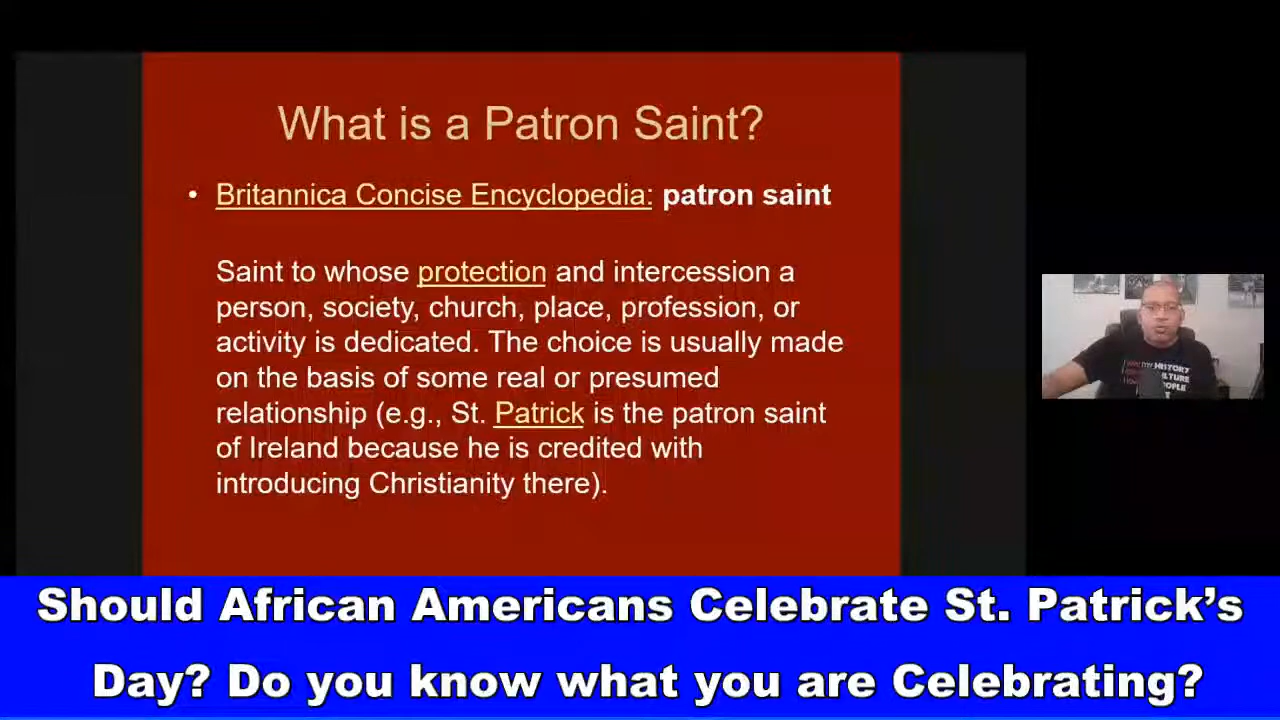 What is a Patron Saint?
• Britannica Concise Encyclopedia: patron saint
Saint to whose protection and intercession a
person, society, church, place, profession, or
activity is dedicated. The choice is usually made
on the basis of some real or presumed
relationship (e.g., St. Patrick is the patron saint
of Ireland because he is credited with
introducing Christianity there).
HISTORY
Should African Americans Celebrate St. Patrick’s
Day? Do you know what you are Celebrating?